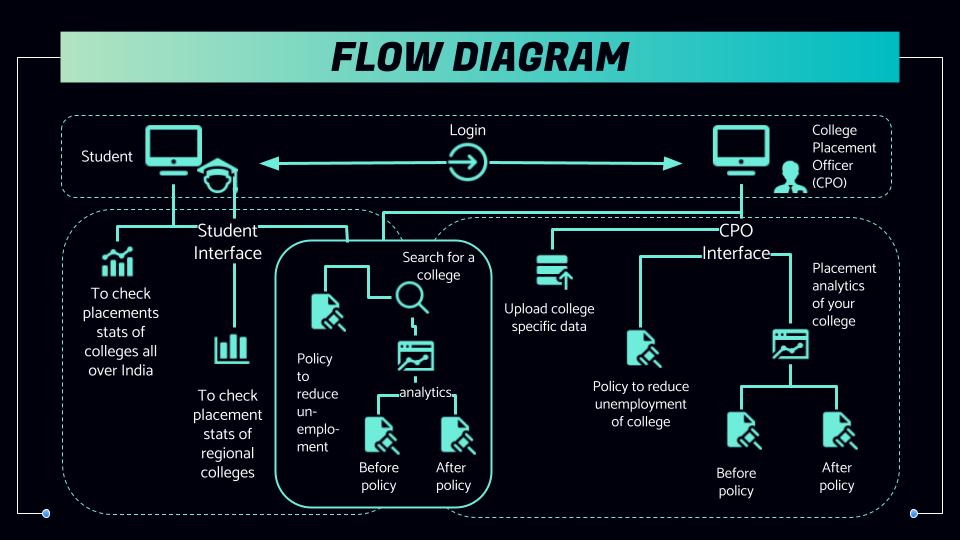 FLOW DIAGRAM
Student
Login
College
Placement
Officer
(CPO)
Student
Interface
To check
placements
stats of
colleges all
over India
To check
placement
stats of
regional
colleges
Search for a
college
Policy
to
reduce
un-
emplo-
ment
analytics
Before
policy
After
policy
CPO
Interface
Upload college
specific data
Policy to reduce
unemployment
of college
Placement
analytics
of your
college
Before
policy
After
policy